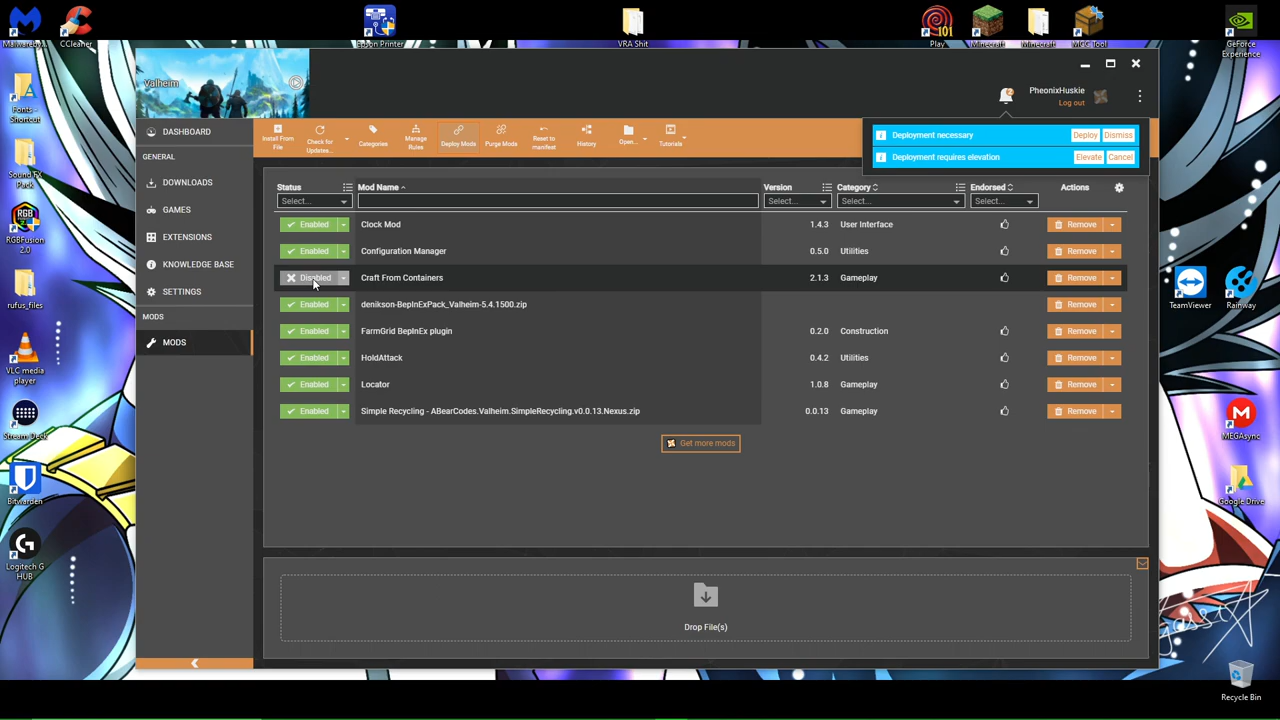 Malwareby...
CCleaner
Epson Printer
VRA Shit
Play
101
Minecraft
Minecraft
MCC Tool
GeForce
Experience
Fonts -
Shortcut
Sound FX
Pack
RGBFusion
2.0
rufus_files
VLC media
player
Stream Deck
Bitwarden
Logitech G
HUB
TeamViewer
Rainway
MEGAsync
Google Drive
Recycle Bin
Valheim
PheonixHuskie
Log out
DASHBOARD
GENERAL
DOWNLOADS
GAMES
EXTENSIONS
KNOWLEDGE BASE
SETTINGS
MODS
MODS
Install From
File
Check for
Updates...
Categories
Manage
Rules
Deploy Mods
Purge Mods
Reset to
manifest
History
Open...
Tutorials
Deployment necessary Deploy Dismiss
Deployment requires elevation Elevate Cancel
Status Mod Name Version Category Endorsed Actions
Select... Select... Select... Select...
Enabled Clock Mod 1.4.3 User Interface Remove
Enabled Configuration Manager 0.5.0 Utilities Remove
Disabled Craft From Containers 2.1.3 Gameplay Remove
Enabled denikson-BepInExPack_Valheim-5.4.1500.zip Remove
Enabled FarmGrid BepInEx plugin 0.2.0 Construction Remove
Enabled HoldAttack 0.4.2 Utilities Remove
Enabled Locator 1.0.8 Gameplay Remove
Enabled Simple Recycling - ABearCodes.Valheim.SimpleRecycling.v0.0.13.Nexus.zip 0.0.13 Gameplay Remove
Get more mods
Drop File(s)